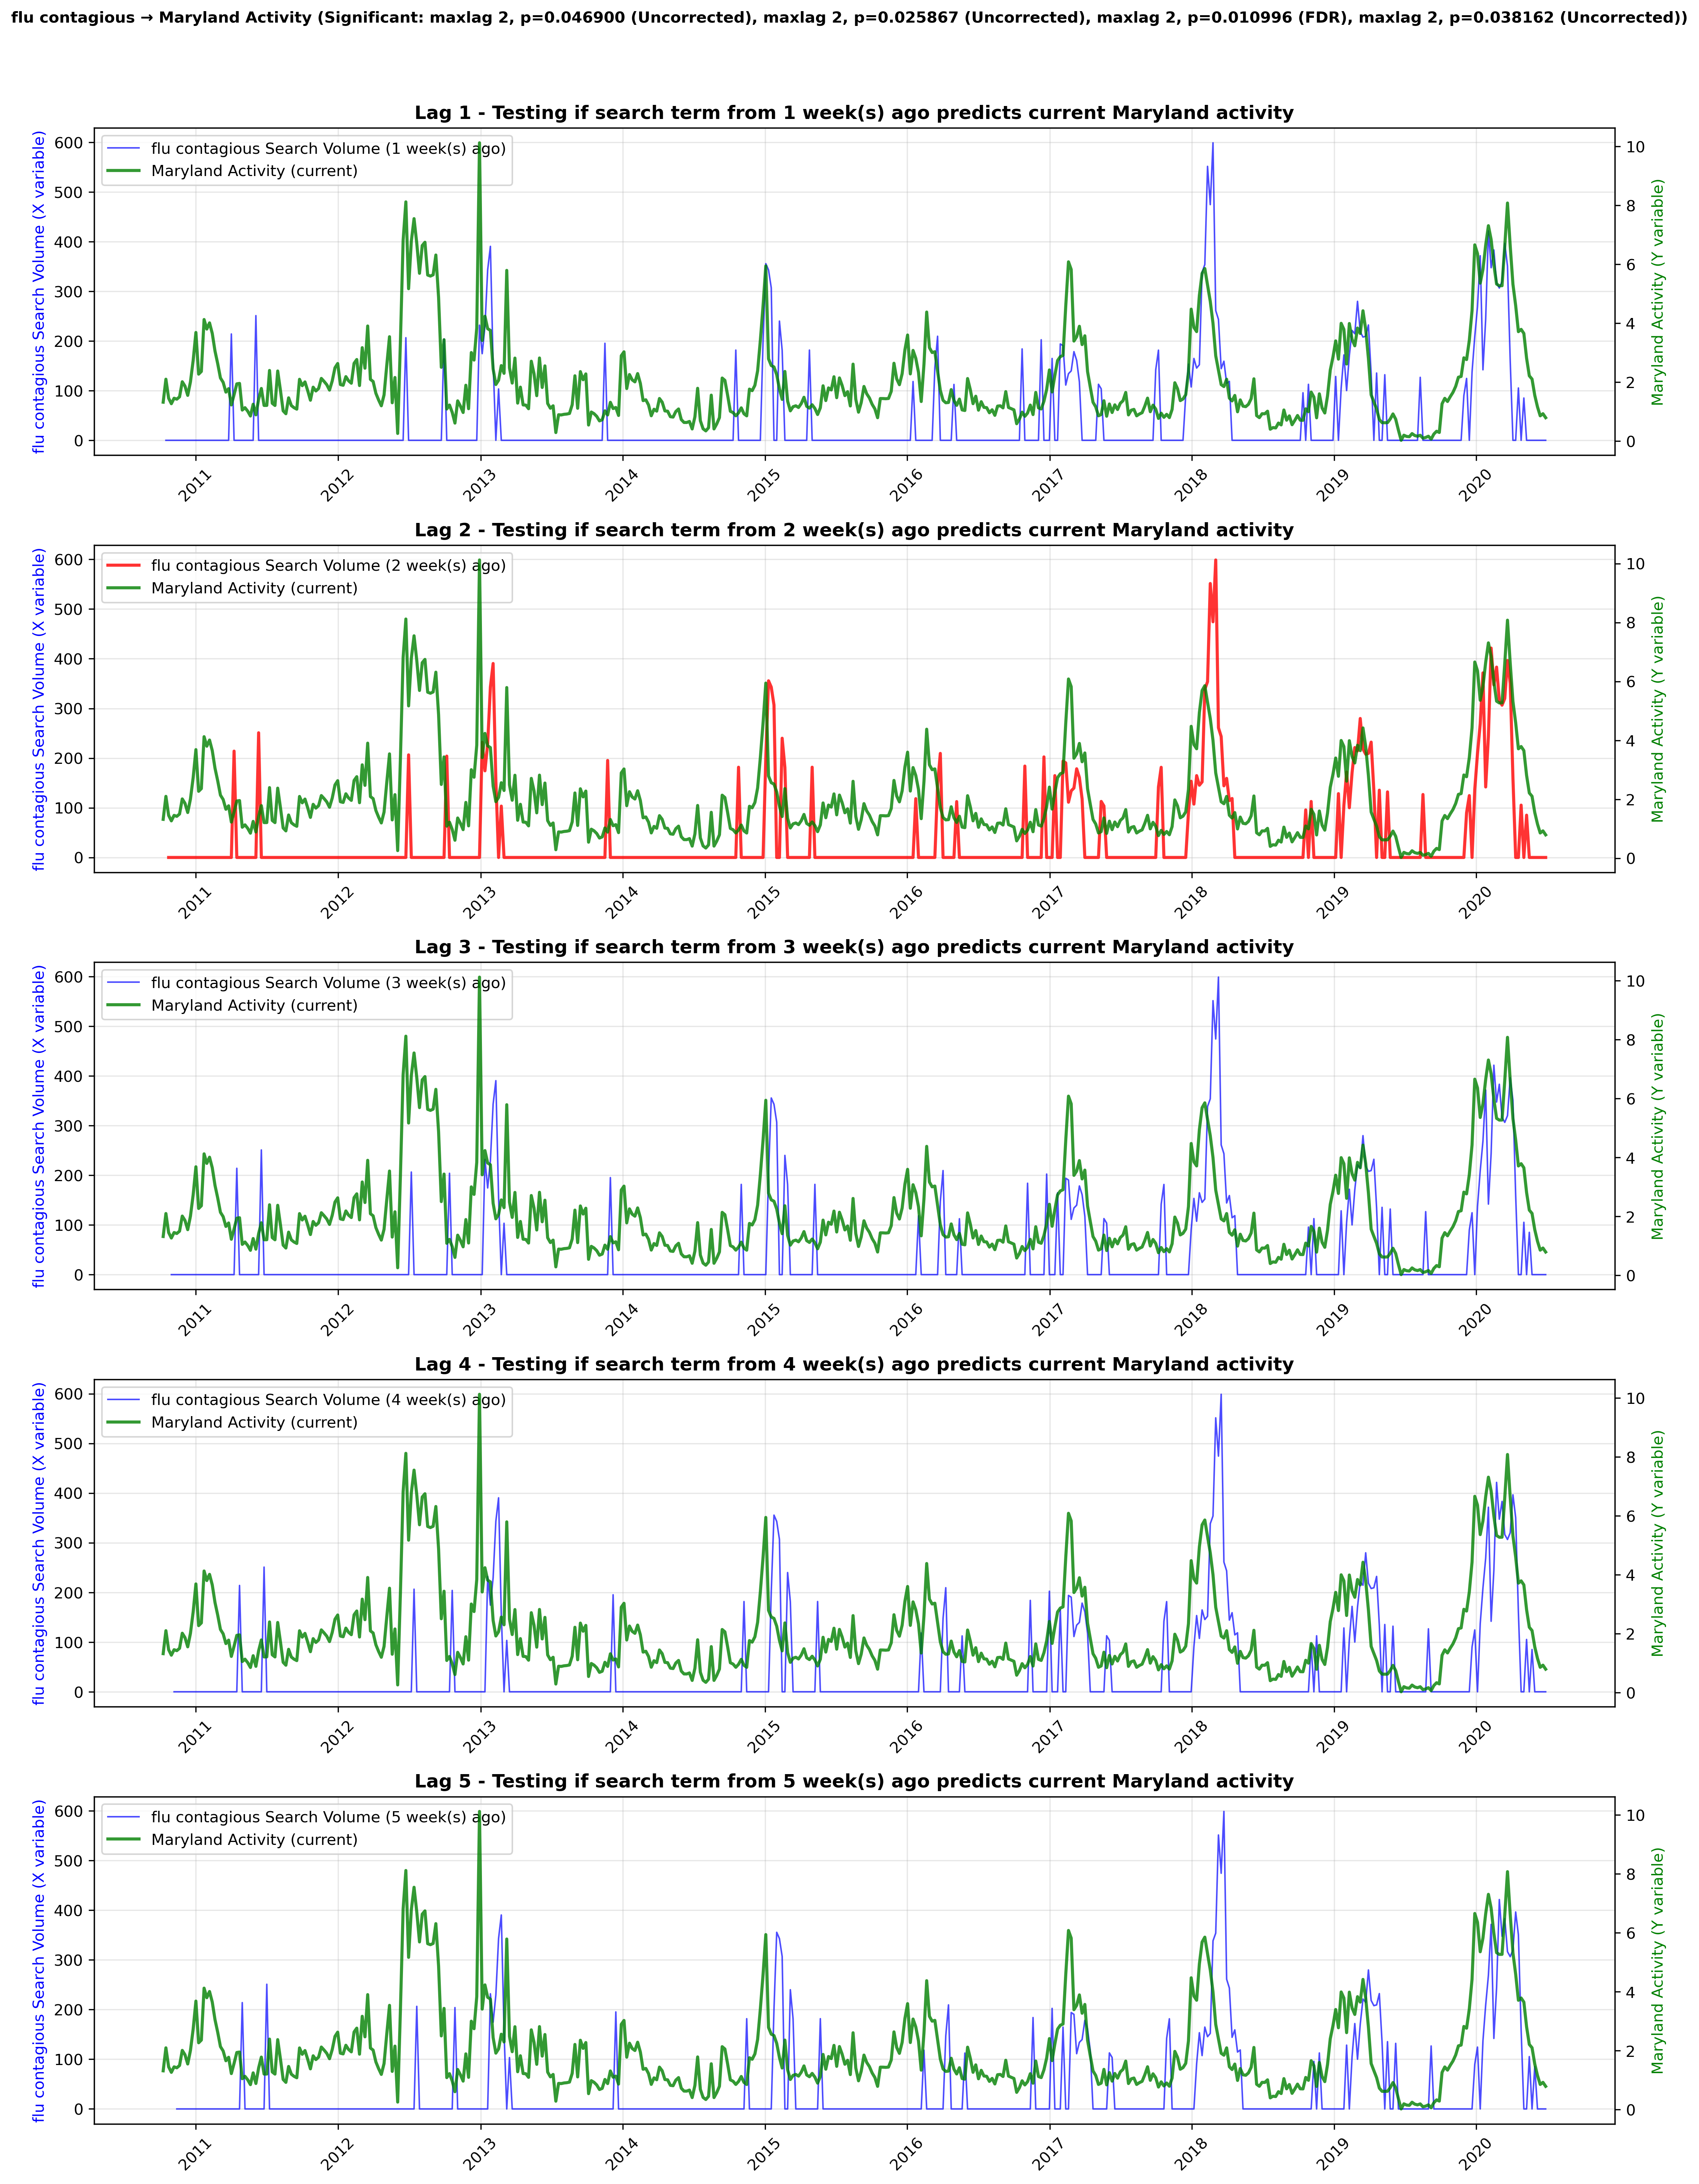 flu contagious → Maryland Activity (Significant: maxlag 2, p=0.046900 (Uncorrected), maxlag 2, p=0.025867 (Uncorrected), maxlag 2, p=0.010996 (FDR), maxlag 2, p=0.038162 (Uncorrected))
Lag 1 - Testing if search term from 1 week(s) ago predicts current Maryland activity
flu contagious Search Volume (1 week(s) ago)
Maryland Activity (current)
flu contagious Search Volume (X variable)
600
500
400
300
200
100
0
10
8
6
4
2
0
Maryland Activity (Y variable)
2011 2012 2013 2014 2015 2016 2017 2018 2019 2020
Lag 2 - Testing if search term from 2 week(s) ago predicts current Maryland activity
flu contagious Search Volume (2 week(s) ago)
Maryland Activity (current)
flu contagious Search Volume (X variable)
600
500
400
300
200
100
0
10
8
6
4
2
0
Maryland Activity (Y variable)
2011 2012 2013 2014 2015 2016 2017 2018 2019 2020
Lag 3 - Testing if search term from 3 week(s) ago predicts current Maryland activity
flu contagious Search Volume (3 week(s) ago)
Maryland Activity (current)
flu contagious Search Volume (X variable)
600
500
400
300
200
100
0
10
8
6
4
2
0
Maryland Activity (Y variable)
2011 2012 2013 2014 2015 2016 2017 2018 2019 2020
Lag 4 - Testing if search term from 4 week(s) ago predicts current Maryland activity
flu contagious Search Volume (4 week(s) ago)
Maryland Activity (current)
flu contagious Search Volume (X variable)
600
500
400
300
200
100
0
10
8
6
4
2
0
Maryland Activity (Y variable)
2011 2012 2013 2014 2015 2016 2017 2018 2019 2020
Lag 5 - Testing if search term from 5 week(s) ago predicts current Maryland activity
flu contagious Search Volume (5 week(s) ago)
Maryland Activity (current)
flu contagious Search Volume (X variable)
600
500
400
300
200
100
0
10
8
6
4
2
0
Maryland Activity (Y variable)
2011 2012 2013 2014 2015 2016 2017 2018 2019 2020